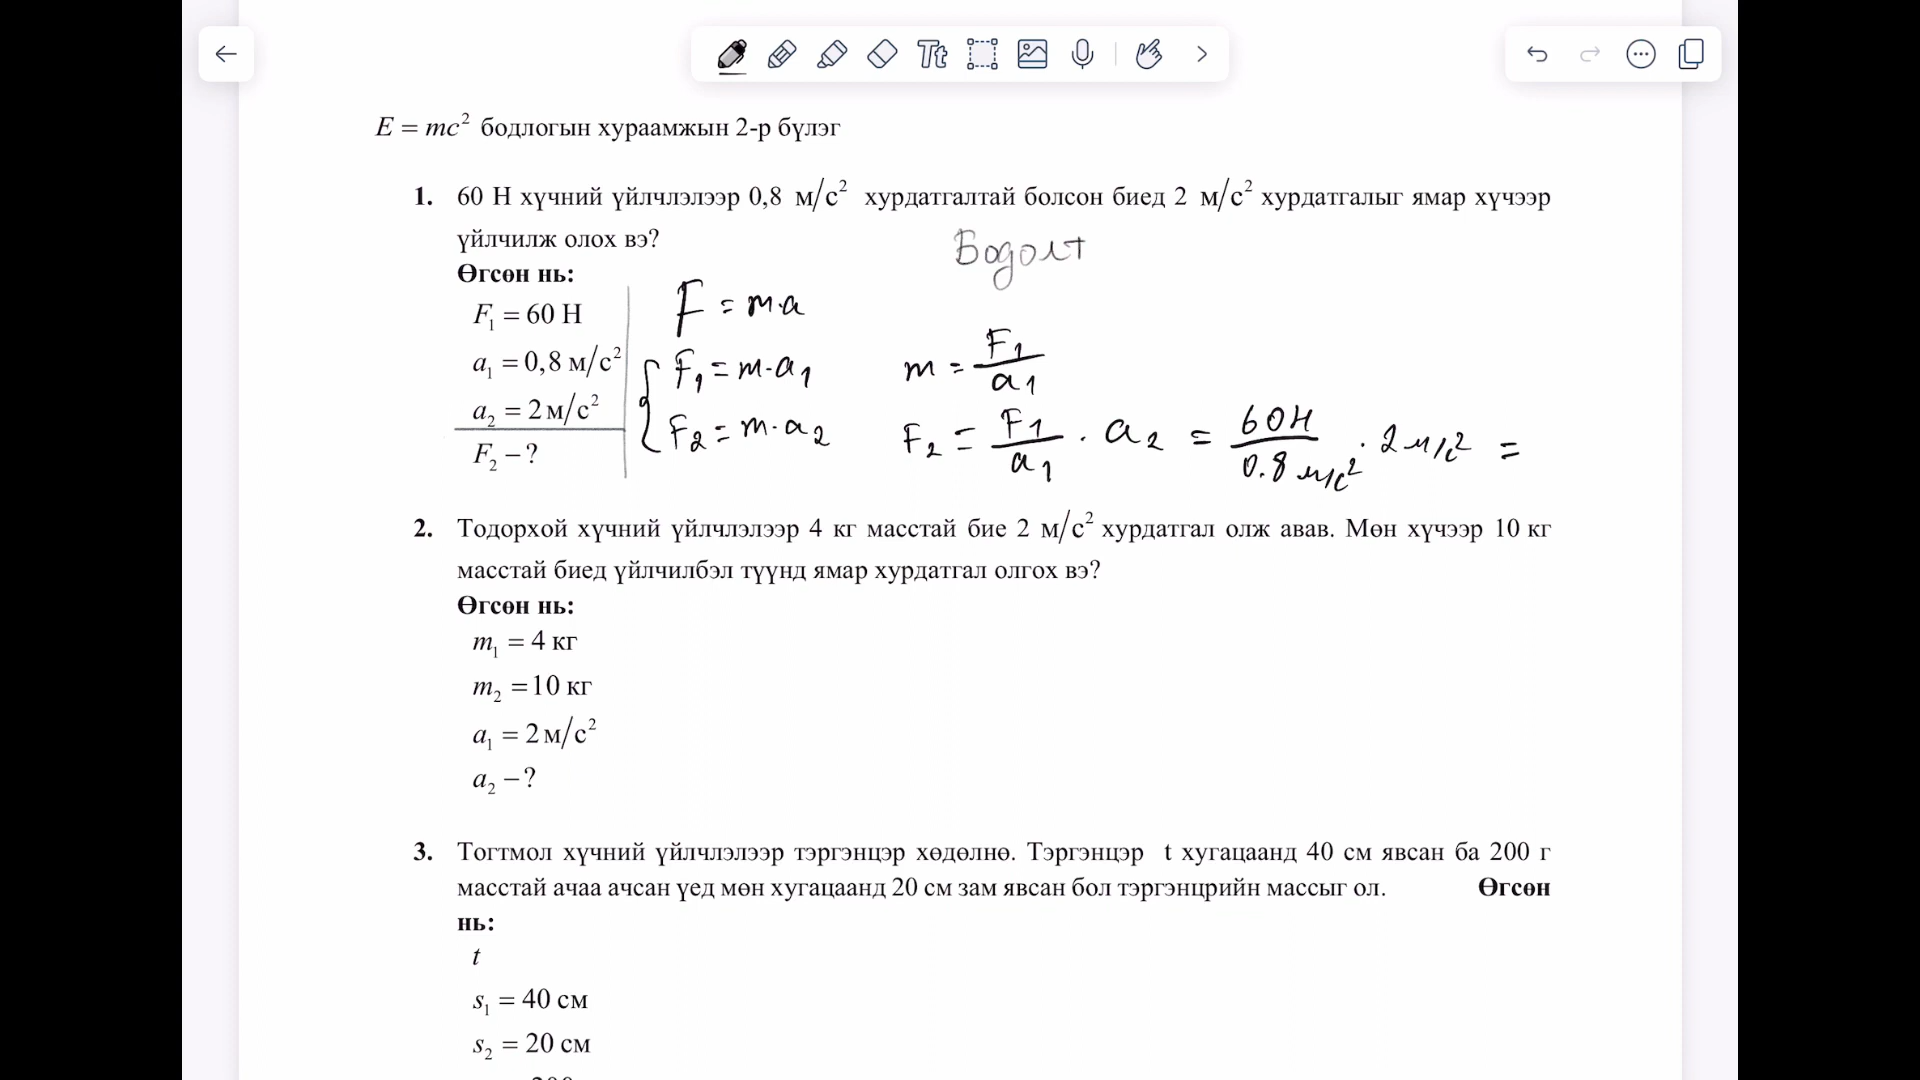 Tt
E = mc² бодлогын хураамжын 2-р бүлэг
1. 60 Н хүчний үйлчлэлээр 0,8 м/с² хурдатгалтай болсон биед 2 м/с² хурдатгалыг ямар хүчээр
үйлчилж олох вэ?
Бодолт
Өгсөн нь:
F₁ = 60 Н
F = m·a
a₁ = 0,8 м/с²
F₁ = m·a₁
m = F₁/a₁
a₂ = 2 м/с²
F₂ = m·a₂
F₂ = F₁/a₁ · a₂ = 60Н/0.8 м/с² · 2 м/с² =
F₂ – ?
2. Тодорхой хүчний үйлчлэлээр 4 кг масстай бие 2 м/с² хурдатгал олж авав. Мөн хүчээр 10 кг
масстай биед үйлчилбэл түүнд ямар хурдатгал олгох вэ?
Өгсөн нь:
m₁ = 4 кг
m₂ = 10 кг
a₁ = 2 м/с²
a₂ – ?
3. Тогтмол хүчний үйлчлэлээр тэргэнцэр хөдөлнө. Тэргэнцэр t хугацаанд 40 см явсан ба 200 г
масстай ачаа ачсан үед мөн хугацаанд 20 см зам явсан бол тэргэнцрийн массыг ол. Өгсөн
нь:
t
s₁ = 40 см
s₂ = 20 см